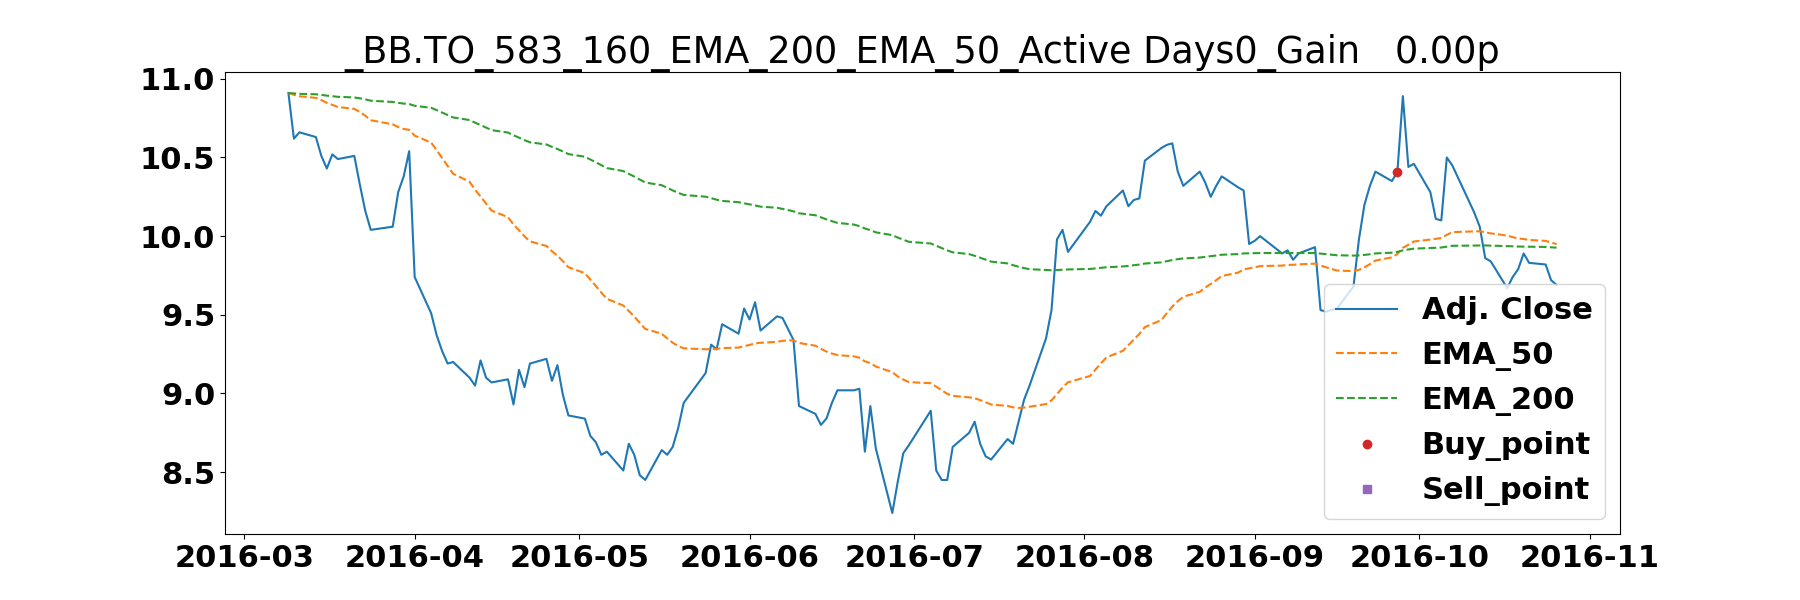 _BB.TO_583_160_EMA_200_EMA_50_Active Days0_Gain   0.00p
11.0
10.5
10.0
9.5
9.0
8.5
Adj. Close
EMA_50
EMA_200
Buy_point
Sell_point
2016-03 2016-04 2016-05 2016-06 2016-07 2016-08 2016-09 2016-10 2016-11